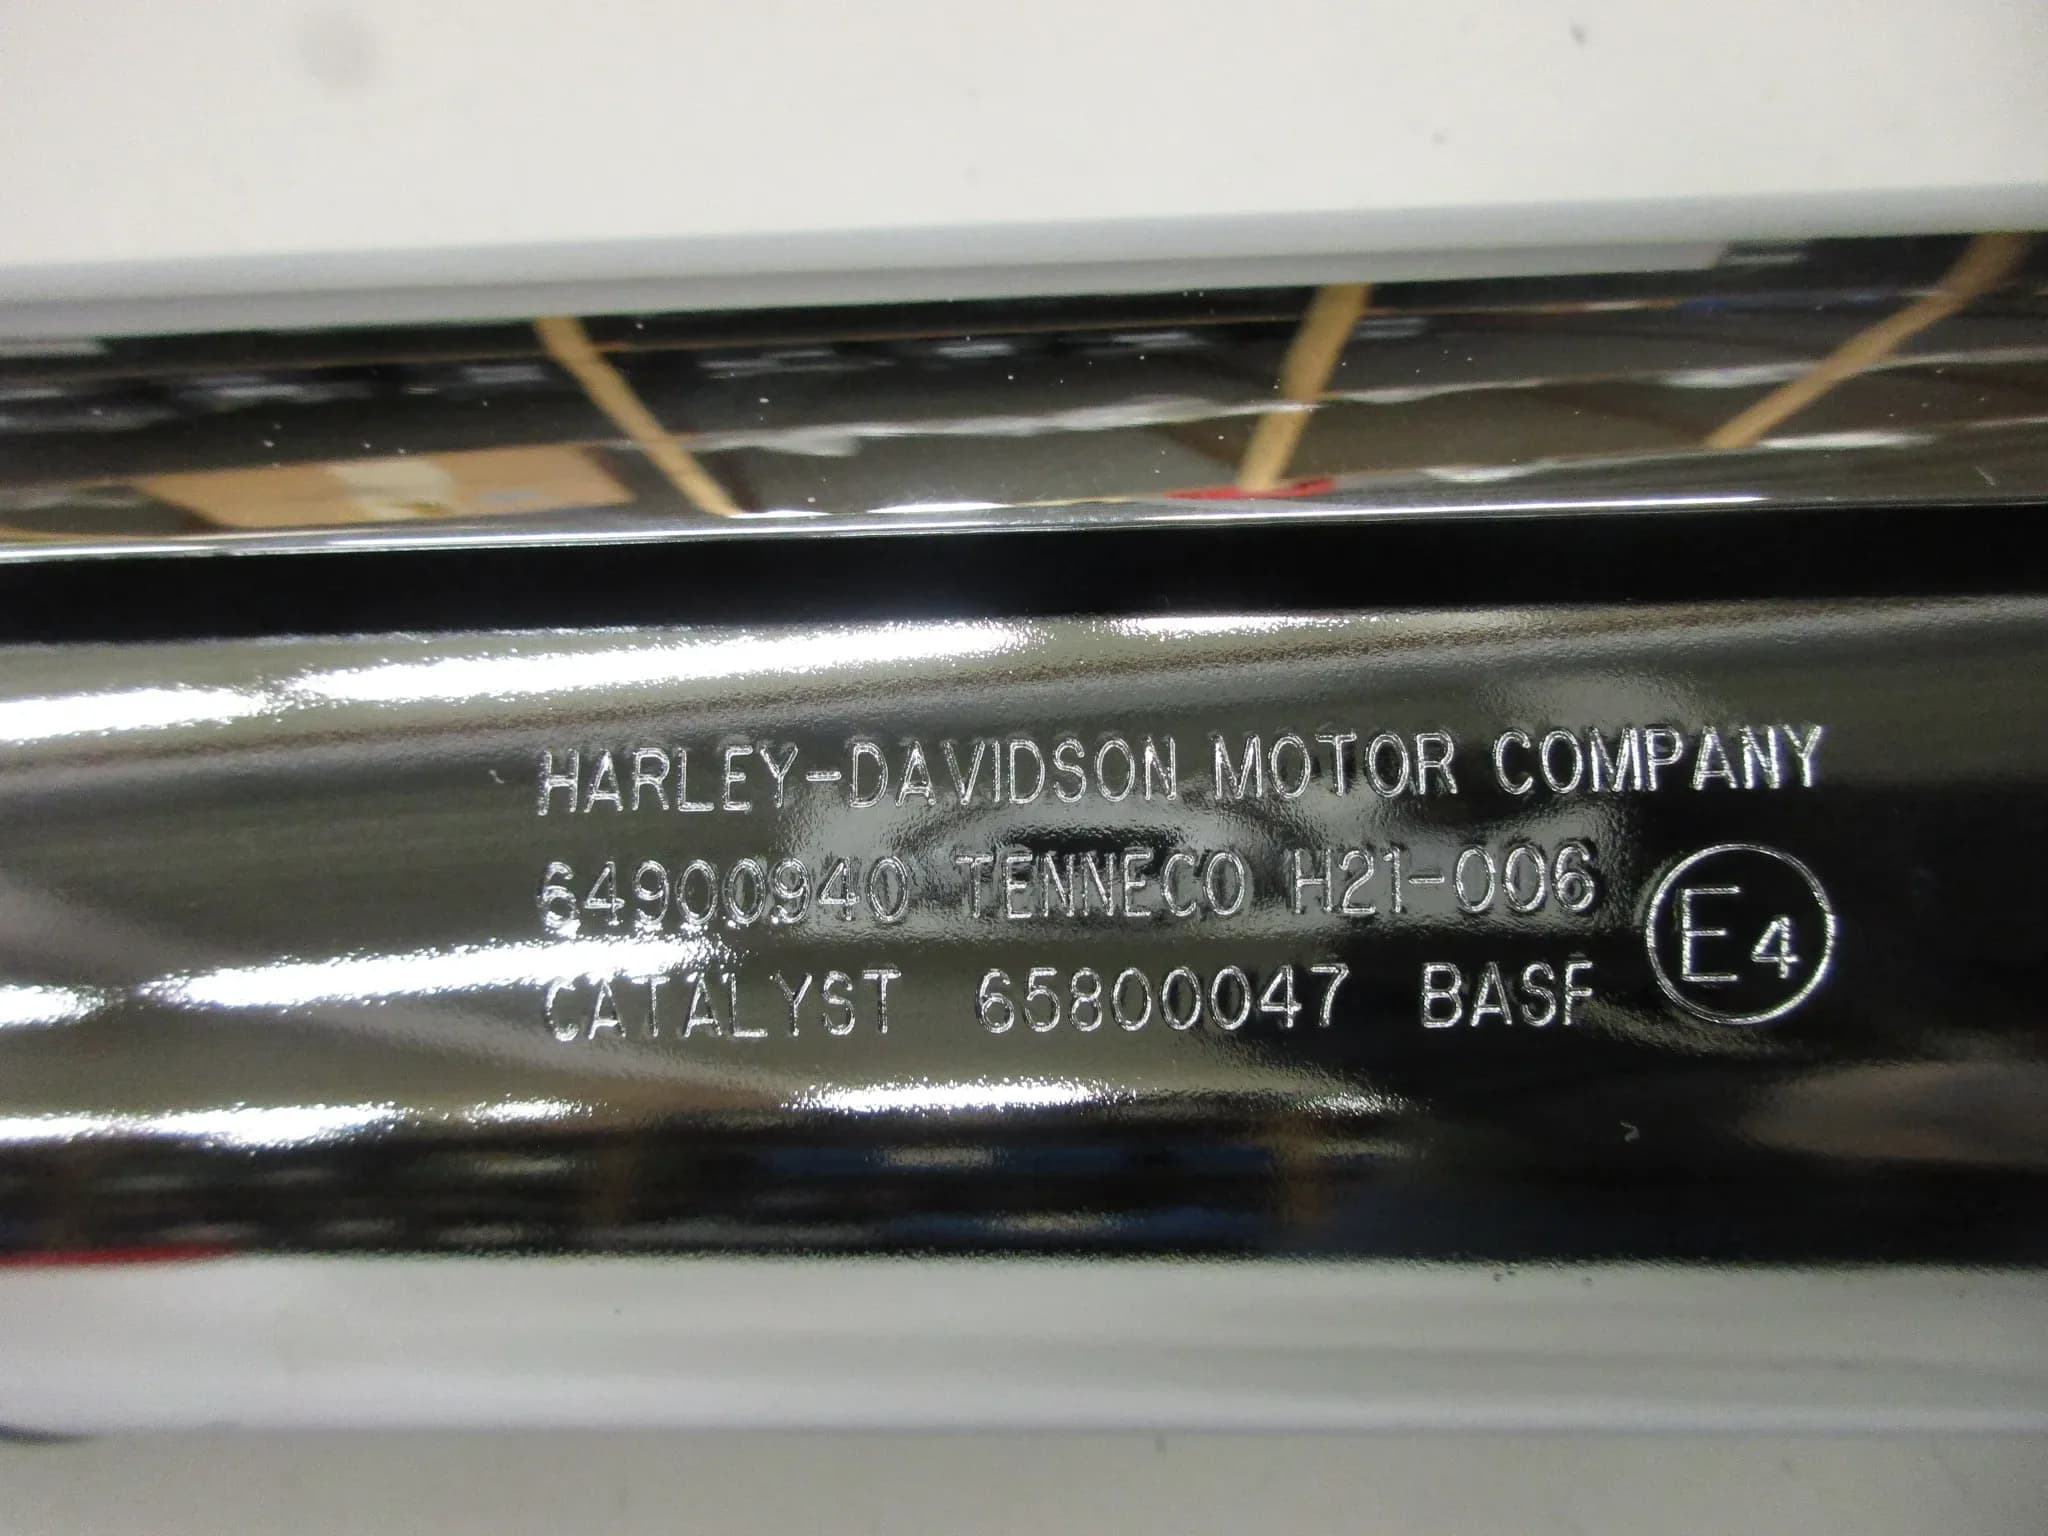 HARLEY-DAVIDSON MOTOR COMPANY
64900940 TENNECO H21-006
E4
CATALYST 65800047 BASF